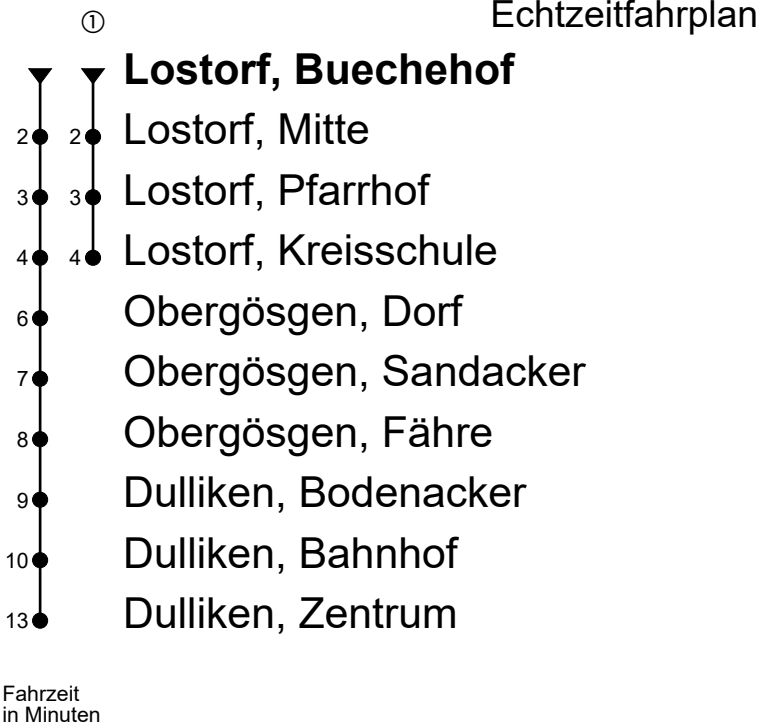 Echtzeitfahrplan
①
Lostorf, Buechehof
2 2 Lostorf, Mitte
3 3 Lostorf, Pfarrhof
4 4 Lostorf, Kreisschule
6 Obergösgen, Dorf
7 Obergösgen, Sandacker
8 Obergösgen, Fähre
9 Dulliken, Bodenacker
10 Dulliken, Bahnhof
13 Dulliken, Zentrum
Fahrzeit
in Minuten